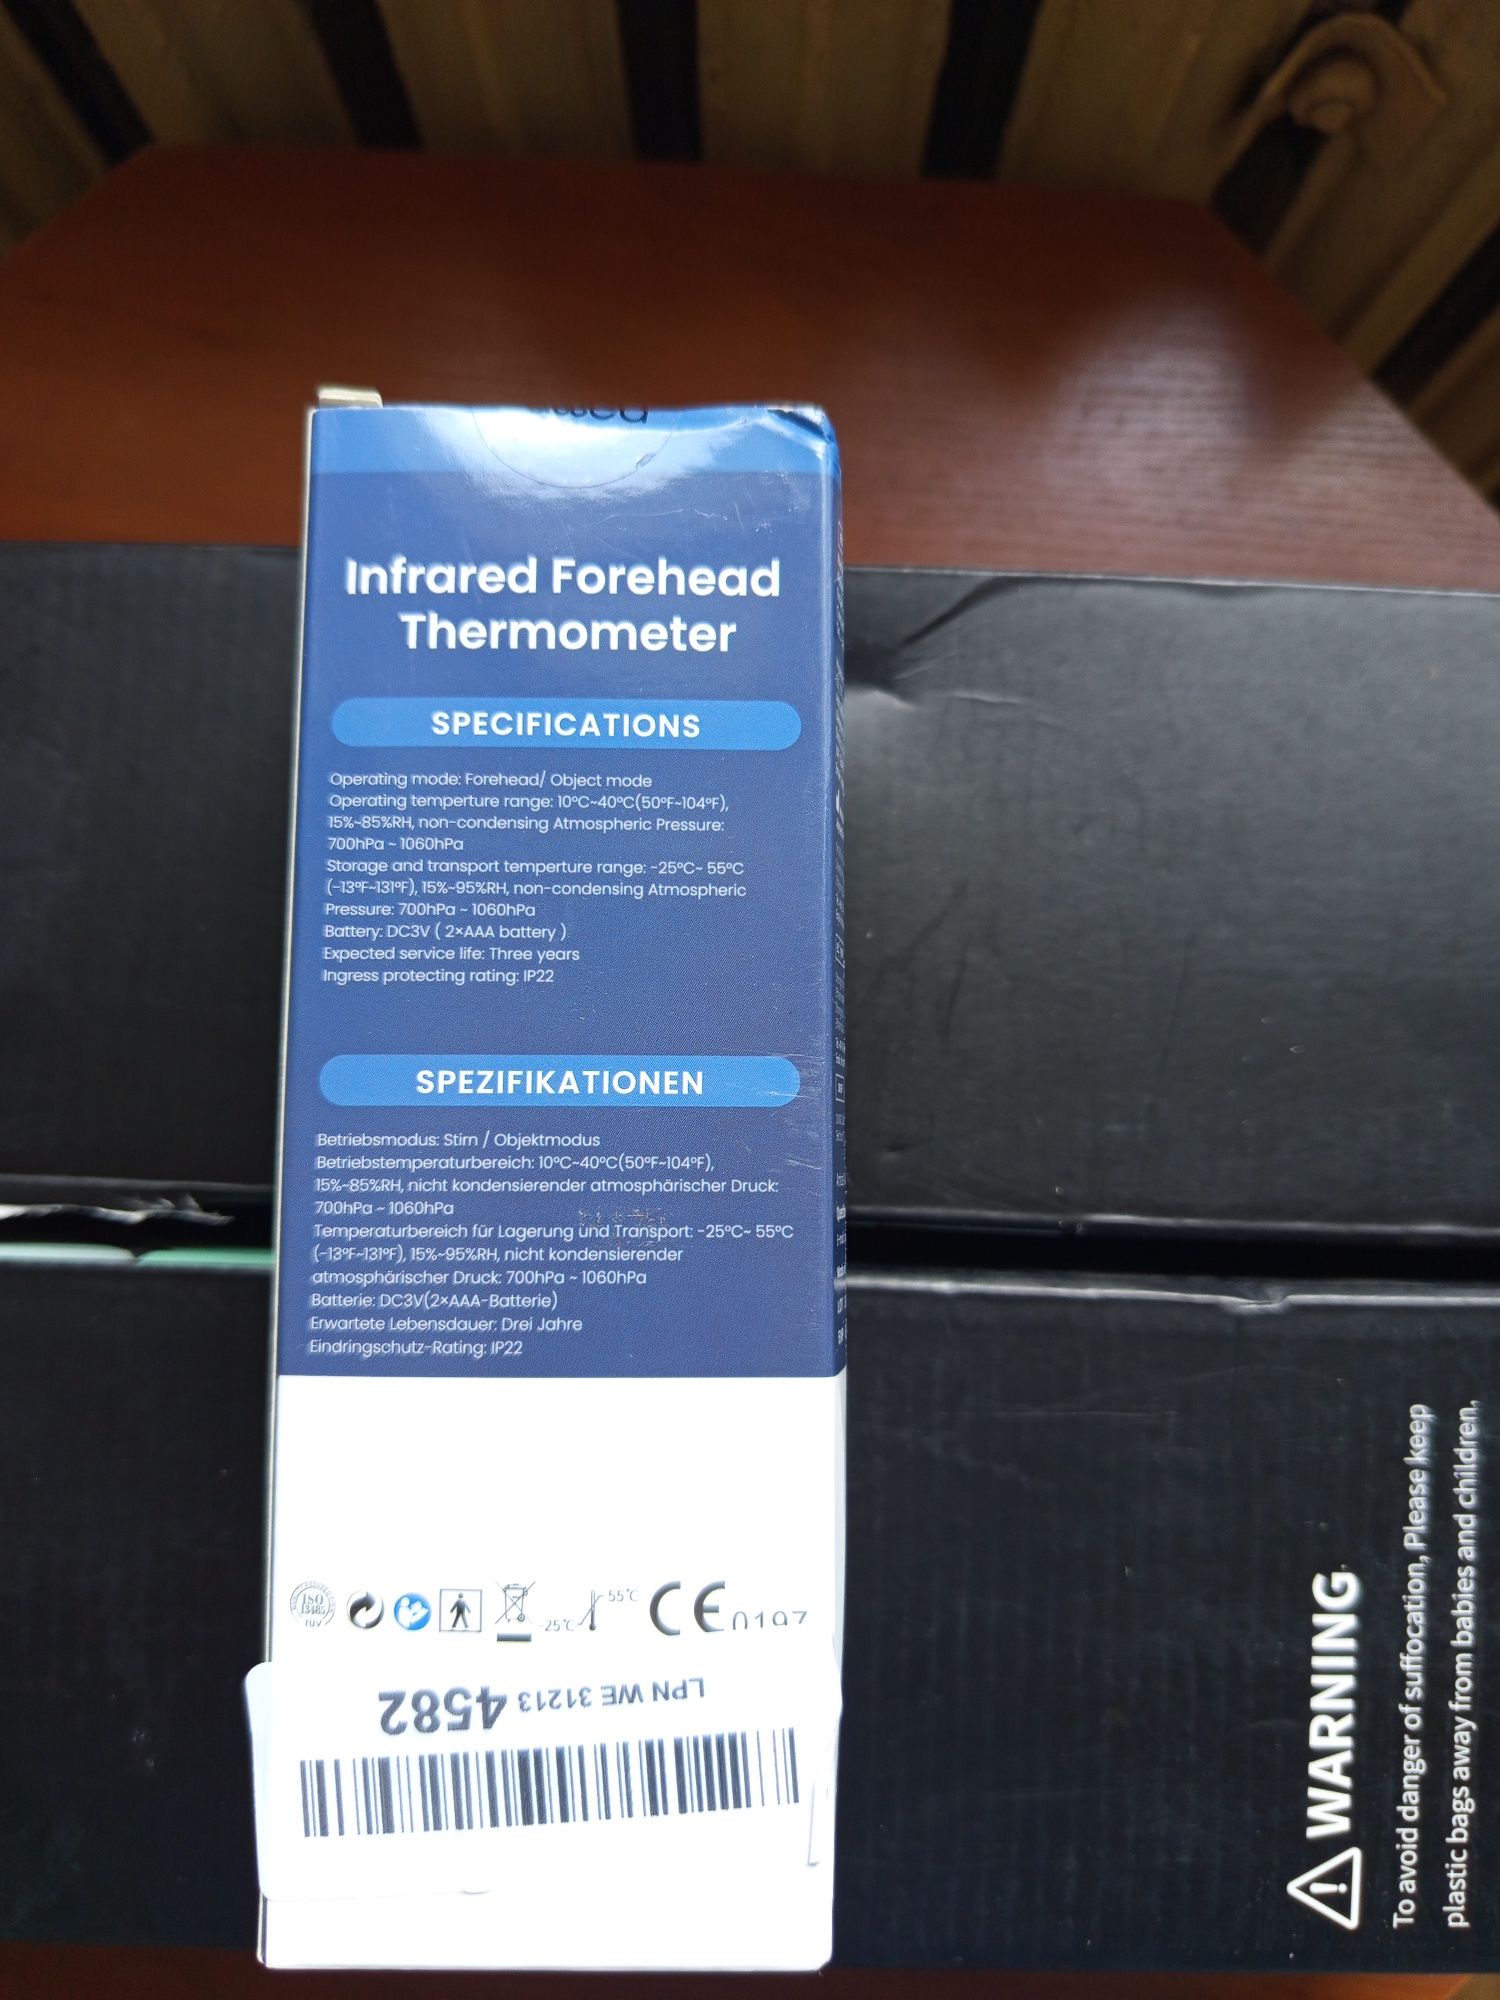 Infrared Forehead
Thermometer
SPECIFICATIONS
Operating mode: Forehead/ Object mode
Operating temperture range: 10°C~40°C(50°F~104°F),
15%~85%RH, non-condensing Atmospheric Pressure:
700hPa ~ 1060hPa
Storage and transport temperture range: -25°C~ 55°C
(-13°F~131°F), 15%~95%RH, non-condensing Atmospheric
Pressure: 700hPa ~ 1060hPa
Battery: DC3V ( 2×AAA battery )
Expected service life: Three years
Ingress protecting rating: IP22
SPEZIFIKATIONEN
Betriebsmodus: Stirn / Objektmodus
Betriebstemperaturbereich: 10°C~40°C(50°F~104°F),
15%~85%RH, nicht kondensierender atmosphärischer Druck:
700hPa ~ 1060hPa
Temperaturbereich für Lagerung und Transport: -25°C~ 55°C
(-13°F~131°F), 15%~95%RH, nicht kondensierender
atmosphärischer Druck: 700hPa ~ 1060hPa
Batterie: DC3V(2×AAA-Batterie)
Erwartete Lebensdauer: Drei Jahre
Eindringschutz-Rating: IP22
ISO
13485
TUV
-25°C
55°C
CE 0197
LPN WE 31213 4582
WARNING
To avoid danger of suffocation, Please keep
plastic bags away from babies and children.